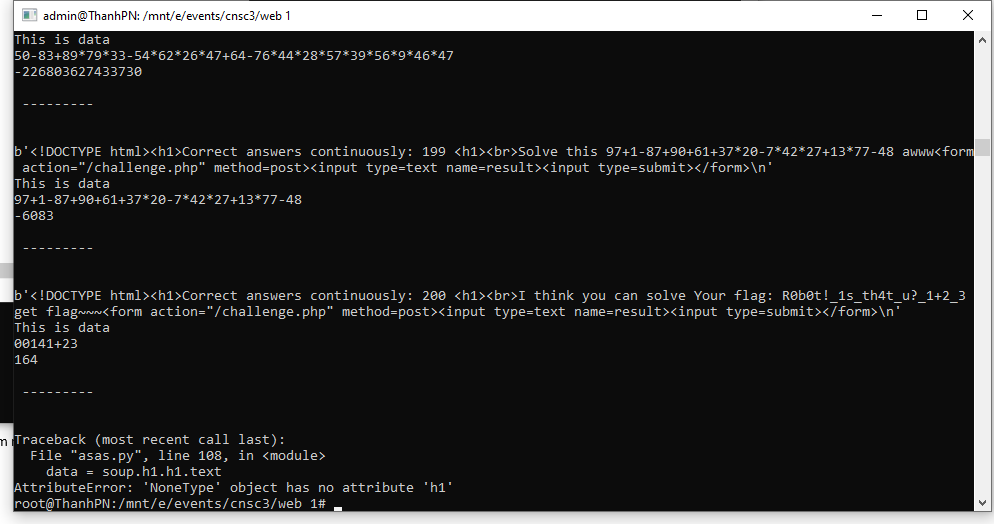 admin@ThanhPN: /mnt/e/events/cnsc3/web 1
This is data
50-83+89*79*33-54*62*26*47+64-76*44*28*57*39*56*9*46*47
-226803627433730
---------
b'<!DOCTYPE html><h1>Correct answers continuously: 199 <h1><br>Solve this 97+1-87+90+61+37*20-7*42*27+13*77-48 awww<form
action="/challenge.php" method=post><input type=text name=result><input type=submit></form>\n'
This is data
97+1-87+90+61+37*20-7*42*27+13*77-48
-6083
---------
b'<!DOCTYPE html><h1>Correct answers continuously: 200 <h1><br>I think you can solve Your flag: R0b0t!_1s_th4t_u?_1+2_3
get flag~~~<form action="/challenge.php" method=post><input type=text name=result><input type=submit></form>\n'
This is data
00141+23
164
---------
Traceback (most recent call last):
File "asas.py", line 108, in <module>
data = soup.h1.h1.text
AttributeError: 'NoneType' object has no attribute 'h1'
root@ThanhPN:/mnt/e/events/cnsc3/web 1#